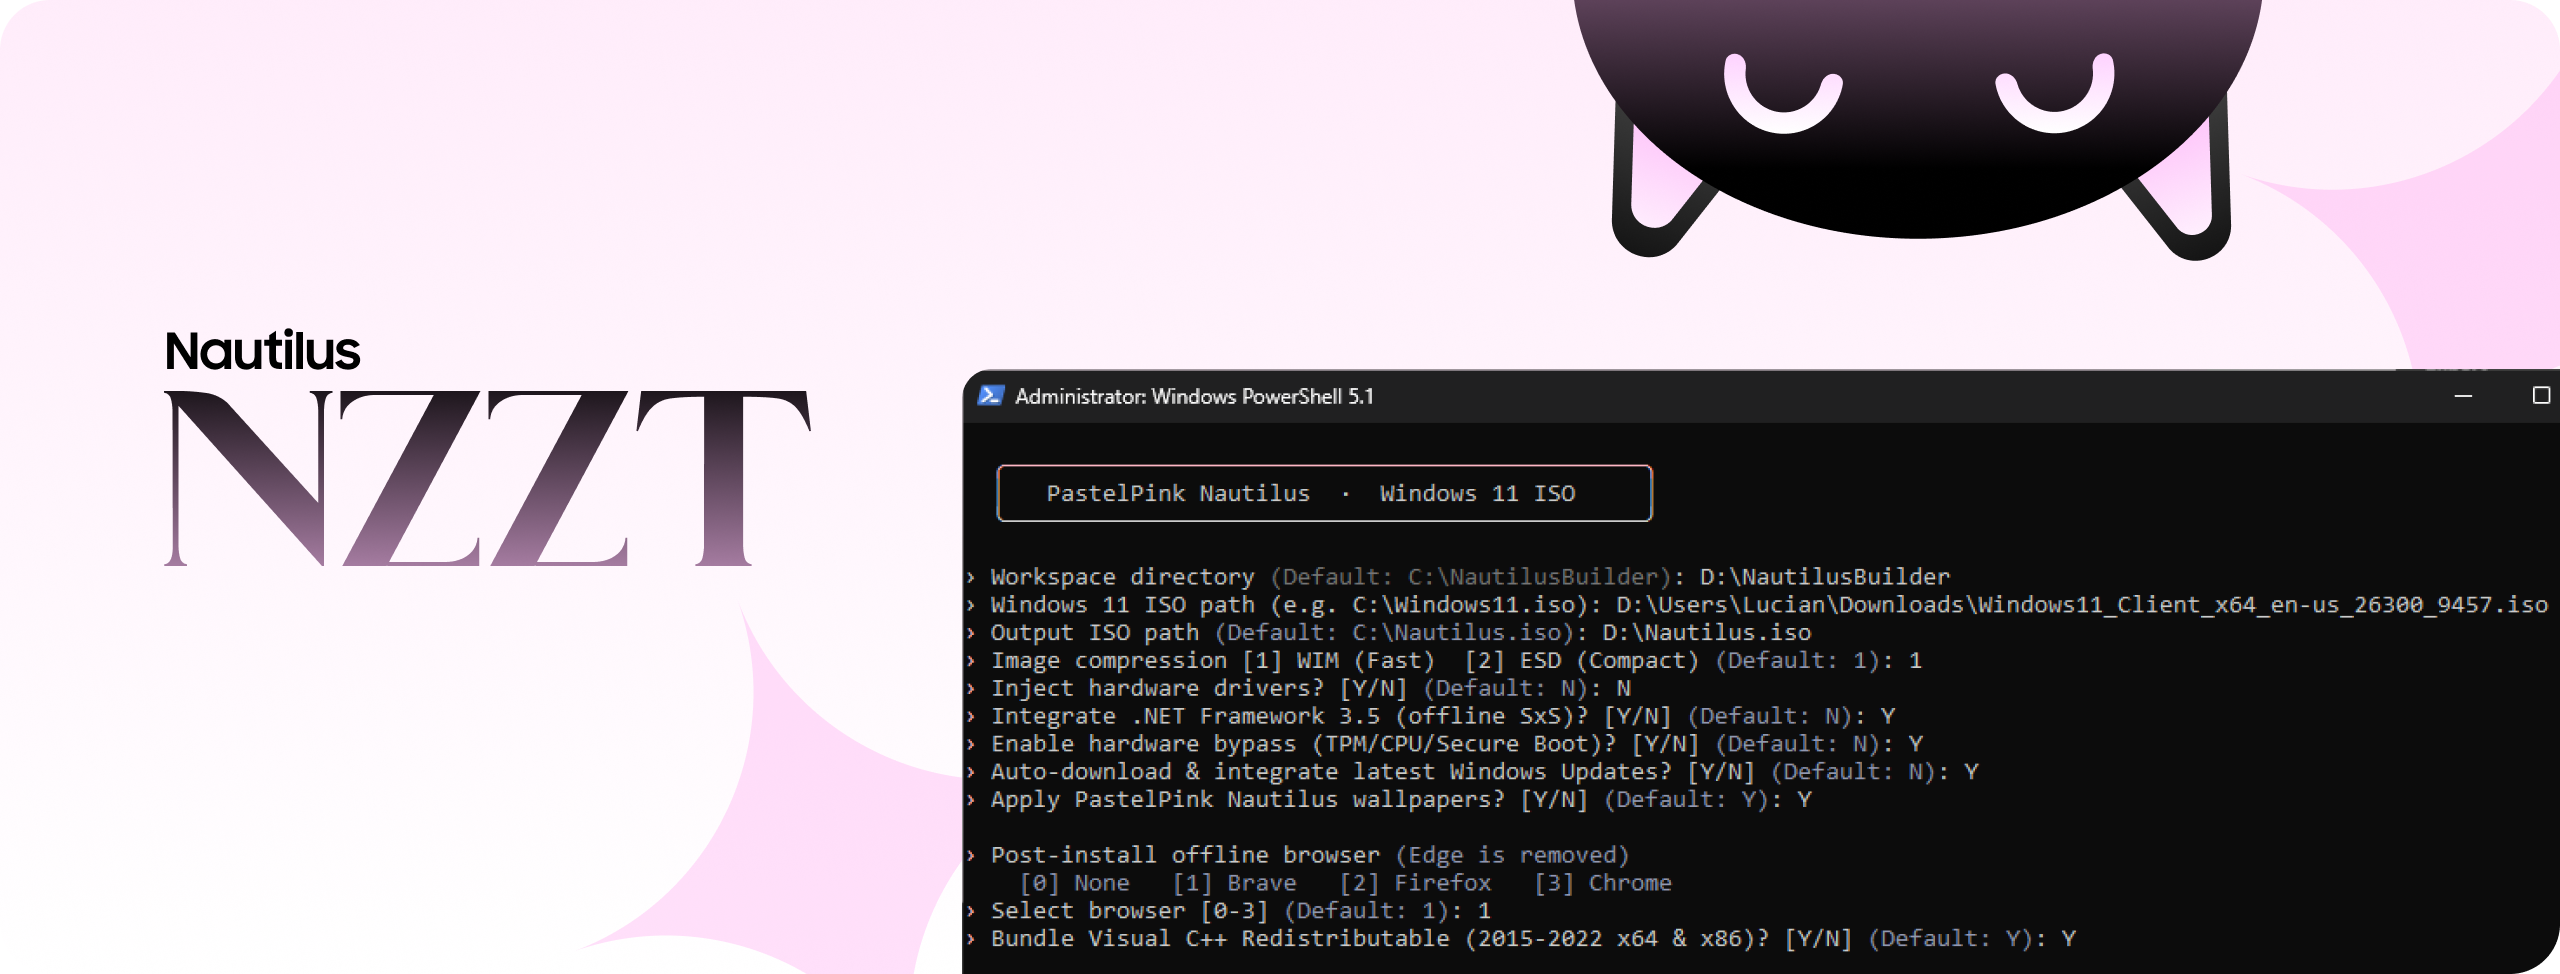 Nautilus
NZZT
Administrator: Windows PowerShell 5.1
PastelPink Nautilus · Windows 11 ISO
› Workspace directory (Default: C:\NautilusBuilder): D:\NautilusBuilder
› Windows 11 ISO path (e.g. C:\Windows11.iso): D:\Users\Lucian\Downloads\Windows11_Client_x64_en-us_26300_9457.iso
› Output ISO path (Default: C:\Nautilus.iso): D:\Nautilus.iso
› Image compression [1] WIM (Fast)  [2] ESD (Compact) (Default: 1): 1
› Inject hardware drivers? [Y/N] (Default: N): N
› Integrate .NET Framework 3.5 (offline SxS)? [Y/N] (Default: N): Y
› Enable hardware bypass (TPM/CPU/Secure Boot)? [Y/N] (Default: N): Y
› Auto-download & integrate latest Windows Updates? [Y/N] (Default: N): Y
› Apply PastelPink Nautilus wallpapers? [Y/N] (Default: Y): Y
› Post-install offline browser (Edge is removed)
[0] None   [1] Brave   [2] Firefox   [3] Chrome
› Select browser [0-3] (Default: 1): 1
› Bundle Visual C++ Redistributable (2015-2022 x64 & x86)? [Y/N] (Default: Y): Y